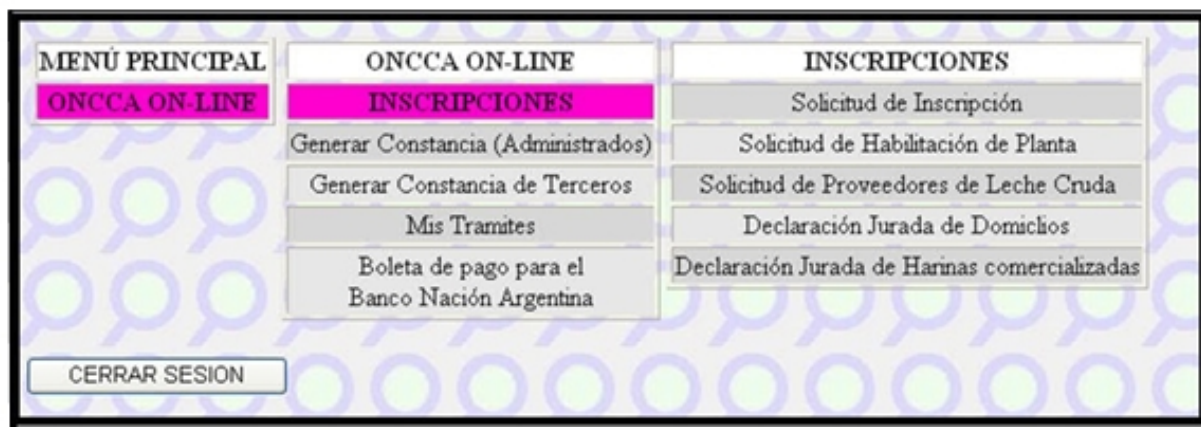 MENÚ PRINCIPAL
ONCCA ON-LINE
ONCCA ON-LINE
INSCRIPCIONES
Generar Constancia (Administrados)
Generar Constancia de Terceros
Mis Tramites
Boleta de pago para el
Banco Nación Argentina
INSCRIPCIONES
Solicitud de Inscripción
Solicitud de Habilitación de Planta
Solicitud de Proveedores de Leche Cruda
Declaración Jurada de Domiclios
Declaración Jurada de Harinas comercializadas
CERRAR SESION